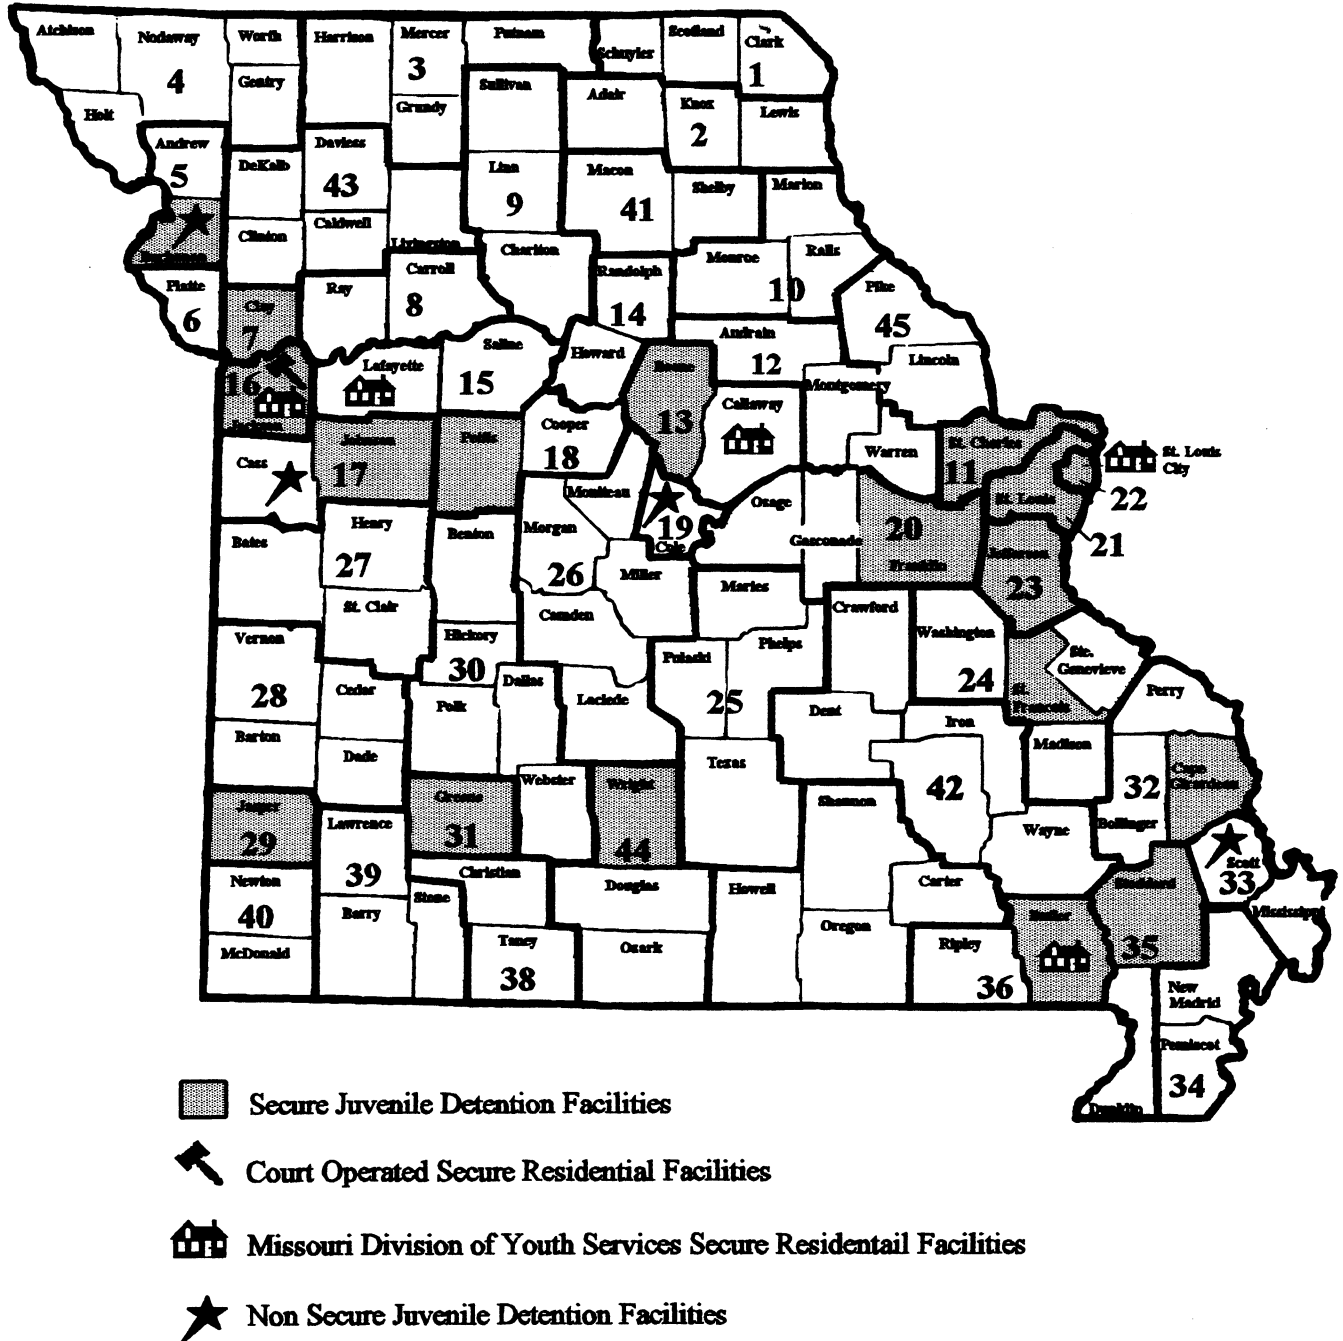 Atchison Nodaway Worth Harrison Mercer Putnam Schuyler Scotland Clark
4 3 1
Gentry Sullivan Adair Knox Lewis
Holt Grundy 2
Andrew Daviess DeKalb Linn Macon Shelby Marion
5 43 9 41
Clinton Caldwell Livingston Chariton Monroe Ralls
Buchanan Carroll Randolph
Platte Clay Ray 8 14 10 Pike
6 7 45
Saline Howard Boone Audrain Lincoln
16 Lafayette 15 12 Montgomery
Jackson Johnson Pettis Cooper 13 Callaway Warren St. Charles St. Louis
City
Cass 17 18 11 22
Moniteau Osage St. Louis
Bates Henry Benton Morgan 19 Cole Gasconade 20 Franklin 21
27 26 Miller Maries Jefferson
St. Clair Camden Crawford 23
Vernon Hickory Pulaski Phelps Washington Ste.
Genevieve
28 30 Dallas 25 24 St.
Francois
Cedar Polk Laclede Dent Iron Perry
Barton Dade Texas Madison
Webster Wright 42 32 Cape
Girardeau
Jasper Greene Shannon Bollinger
29 Lawrence 31 44 Wayne Scott
Newton 39 Christian Douglas Howell Carter Stoddard 33
40 Barry Stone Butler Mississippi
McDonald Taney Ozark Oregon Ripley 35
38 36 New
Madrid
Pemiscot
34
Dunklin
Secure Juvenile Detention Facilities
Court Operated Secure Residential Facilities
Missouri Division of Youth Services Secure Residentail Facilities
Non Secure Juvenile Detention Facilities